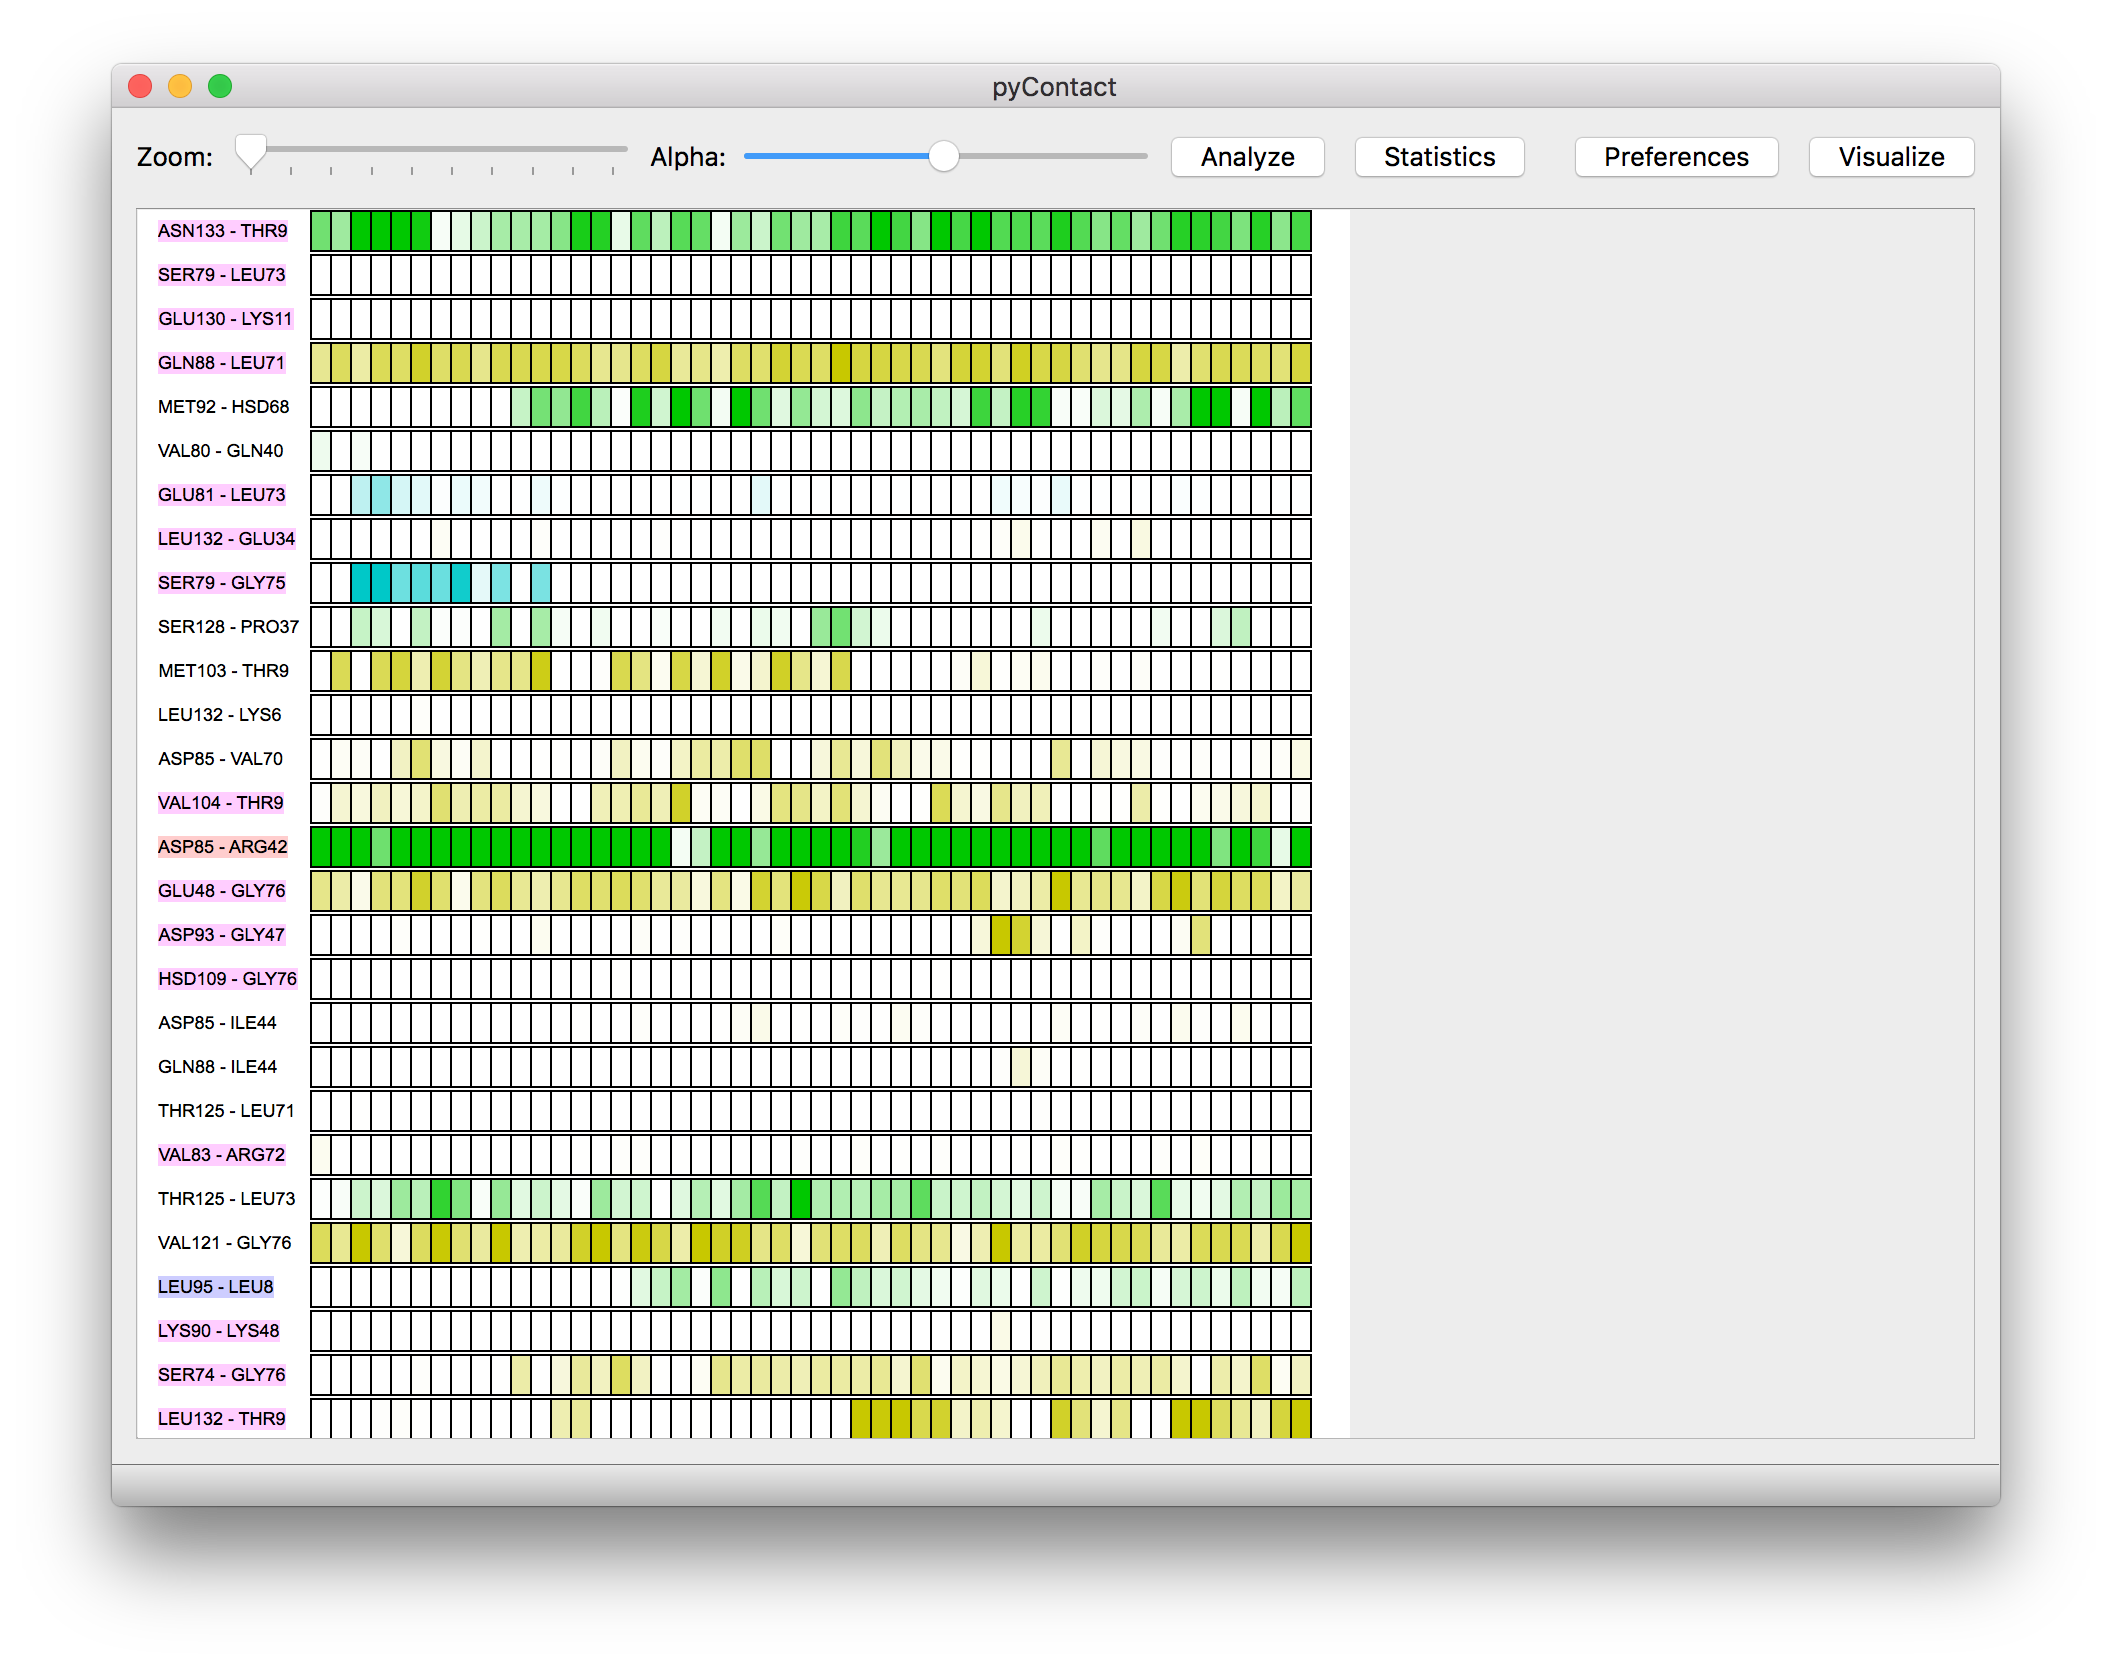 pyContact
Zoom: Alpha: Analyze Statistics Preferences Visualize
ASN133 - THR9
SER79 - LEU73
GLU130 - LYS11
GLN88 - LEU71
MET92 - HSD68
VAL80 - GLN40
GLU81 - LEU73
LEU132 - GLU34
SER79 - GLY75
SER128 - PRO37
MET103 - THR9
LEU132 - LYS6
ASP85 - VAL70
VAL104 - THR9
ASP85 - ARG42
GLU48 - GLY76
ASP93 - GLY47
HSD109 - GLY76
ASP85 - ILE44
GLN88 - ILE44
THR125 - LEU71
VAL83 - ARG72
THR125 - LEU73
VAL121 - GLY76
LEU95 - LEU8
LYS90 - LYS48
SER74 - GLY76
LEU132 - THR9